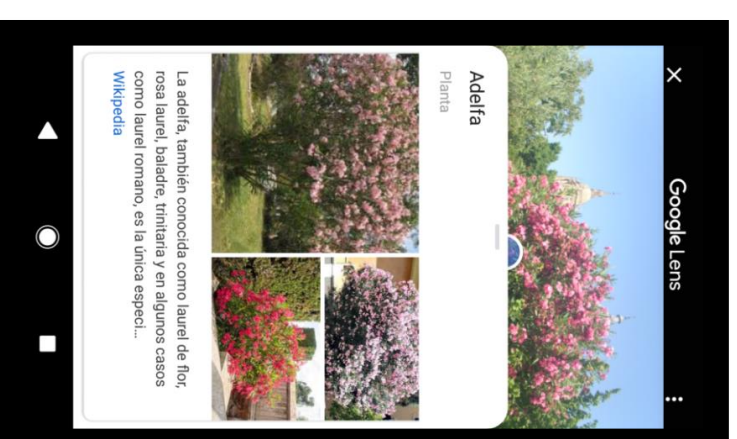 Google Lens
Adelfa
Planta
La adelfa, también conocida como laurel de flor,
rosa laurel, baladre, trinitaria y en algunos casos
como laurel romano, es la única especi...
Wikipedia